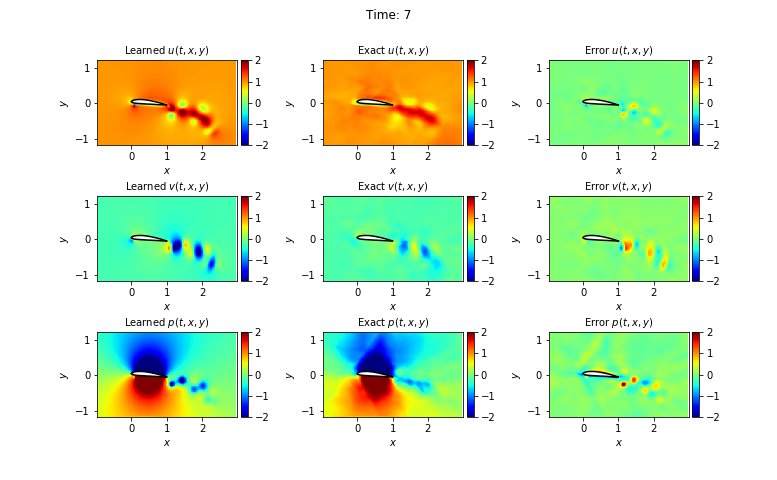 Time: 7
Learned u(t, x, y)
Exact u(t, x, y)
Error u(t, x, y)
1
0
−1
y
0 1 2
x
2
1
0
−1
−2
1
0
−1
y
0 1 2
x
2
1
0
−1
−2
1
0
−1
y
0 1 2
x
2
1
0
−1
−2
Learned v(t, x, y)
Exact v(t, x, y)
Error v(t, x, y)
1
0
−1
y
0 1 2
x
2
1
0
−1
−2
1
0
−1
y
0 1 2
x
2
1
0
−1
−2
1
0
−1
y
0 1 2
x
2
1
0
−1
−2
Learned p(t, x, y)
Exact p(t, x, y)
Error p(t, x, y)
1
0
−1
y
0 1 2
x
2
1
0
−1
−2
1
0
−1
y
0 1 2
x
2
1
0
−1
−2
1
0
−1
y
0 1 2
x
2
1
0
−1
−2